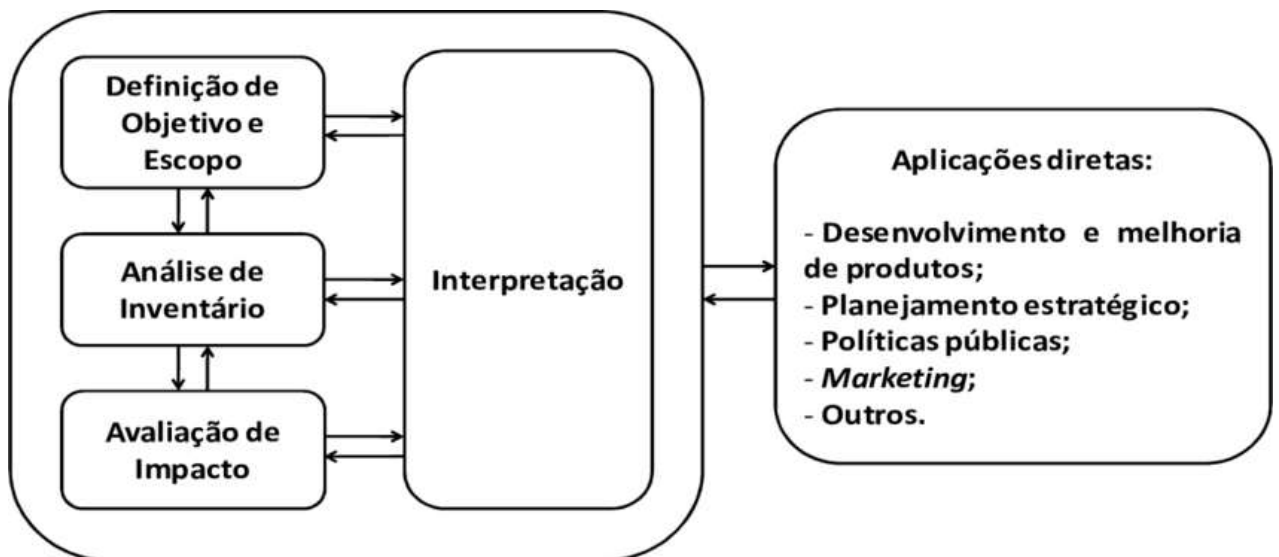 Definição de
Objetivo e
Escopo
Análise de
Inventário
Avaliação de
Impacto
Interpretação
Aplicações diretas:
- Desenvolvimento e melhoria
de produtos;
- Planejamento estratégico;
- Políticas públicas;
- Marketing;
- Outros.